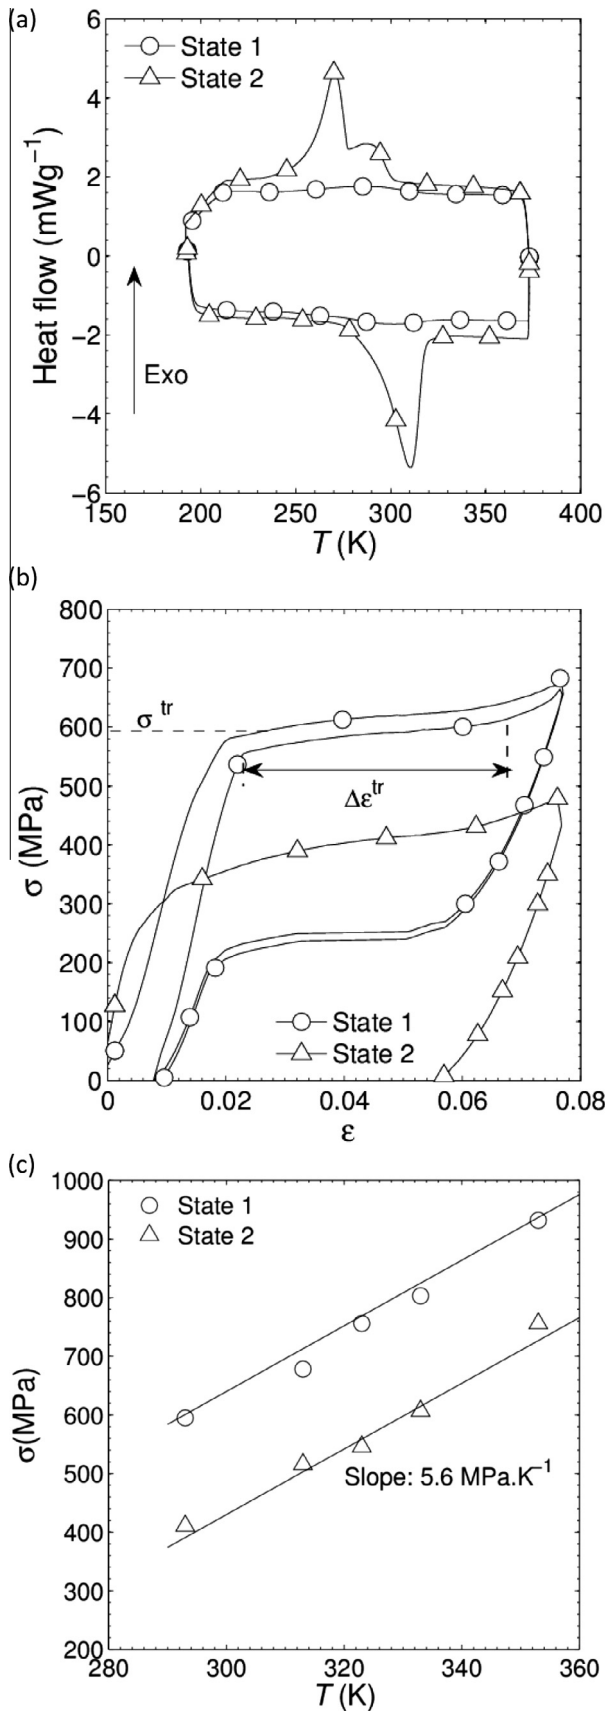 (a)
6
4
2
0
−2
−4
−6
Heat flow (mWg⁻¹)
State 1
State 2
Exo
150 200 250 300 350 400
T (K)
(b)
800
700
600
500
400
300
200
100
0
σ (MPa)
σ tr
Δε tr
State 1
State 2
0 0.02 0.04 0.06 0.08
ε
(c)
1000
900
800
700
600
500
400
300
200
σ(MPa)
State 1
State 2
Slope: 5.6 MPa.K⁻¹
280 300 320 340 360
T (K)